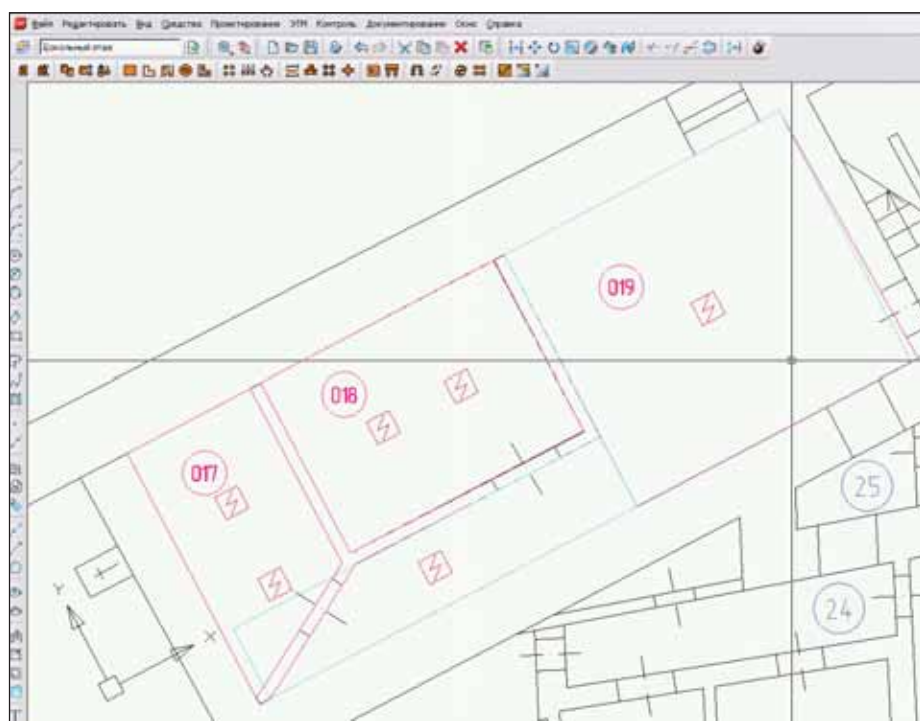 Файл Редактировать Вид Средства Проектирование ЭТМ Контроль Документирование Окно Справка
Цокольный этаж
019
018
017
25
24
Y
X